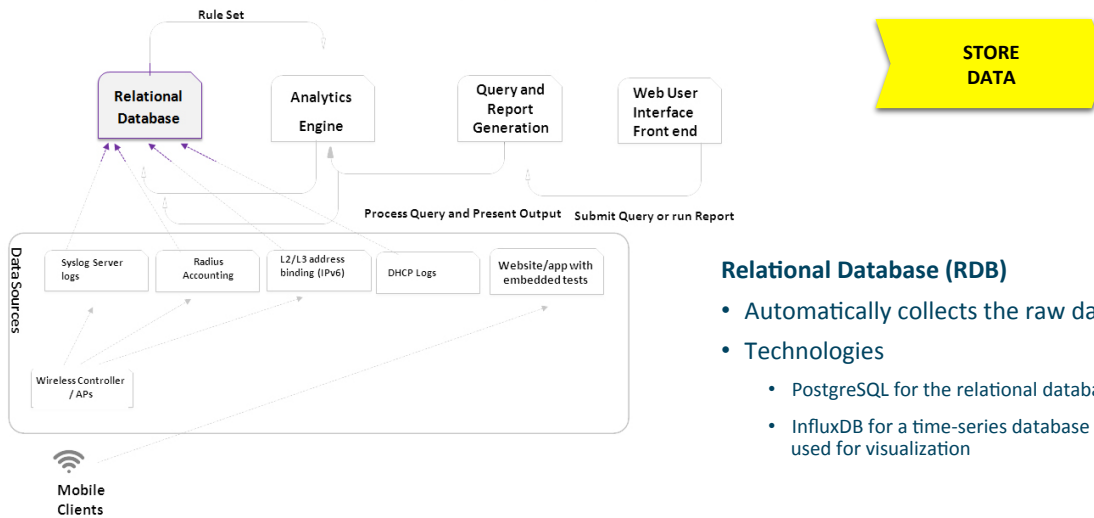 Rule Set
STORE
DATA
Relational
Database
Analytics
Engine
Query and
Report
Generation
Web User
Interface
Front end
Process Query and Present Output
Submit Query or run Report
Data Sources
Syslog Server
logs
Radius
Accounting
L2/L3 address
binding (IPv6)
DHCP Logs
Website/app with
embedded tests
Wireless Controller
/ APs
Mobile
Clients
Relational Database (RDB)
• Automatically collects the raw da
• Technologies
• PostgreSQL for the relational databa
• InfluxDB for a time-series database
used for visualization